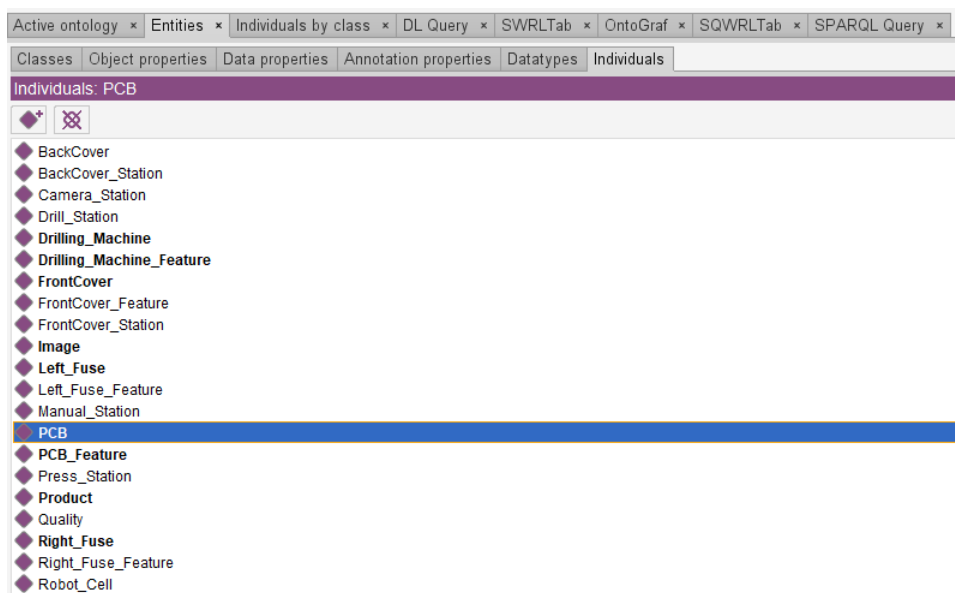 Active ontology × Entities × Individuals by class × DL Query × SWRLTab × OntoGraf × SQWRLTab × SPARQL Query ×
Classes Object properties Data properties Annotation properties Datatypes Individuals
Individuals: PCB
BackCover
BackCover_Station
Camera_Station
Drill_Station
Drilling_Machine
Drilling_Machine_Feature
FrontCover
FrontCover_Feature
FrontCover_Station
Image
Left_Fuse
Left_Fuse_Feature
Manual_Station
PCB
PCB_Feature
Press_Station
Product
Quality
Right_Fuse
Right_Fuse_Feature
Robot_Cell